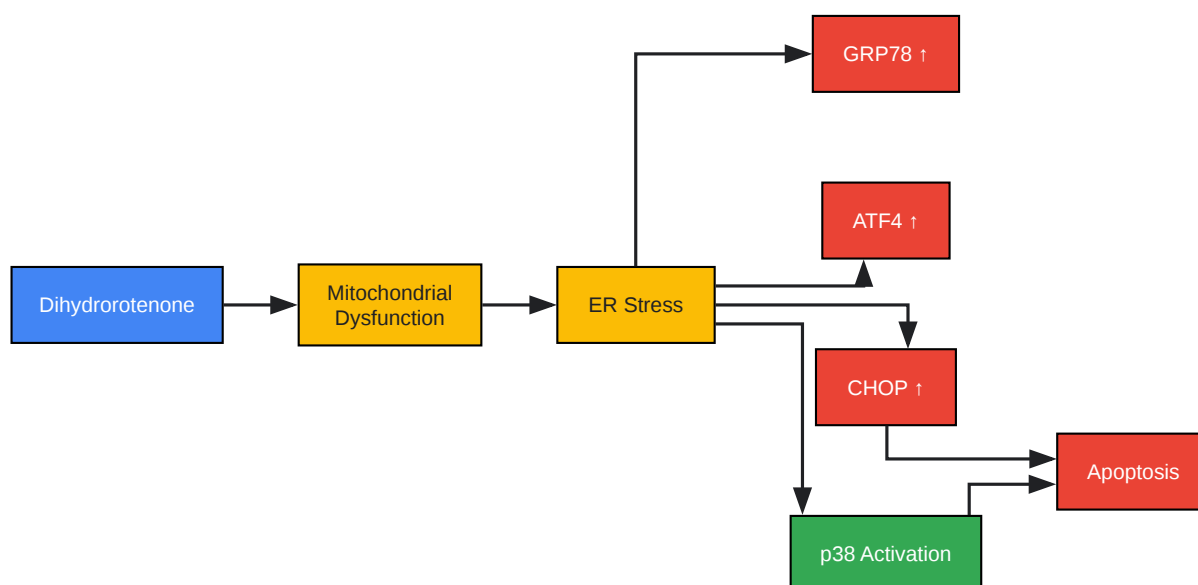 GRP78 ↑
ATF4 ↑
Dihydrorotenone
Mitochondrial
Dysfunction
ER Stress
CHOP ↑
Apoptosis
p38 Activation